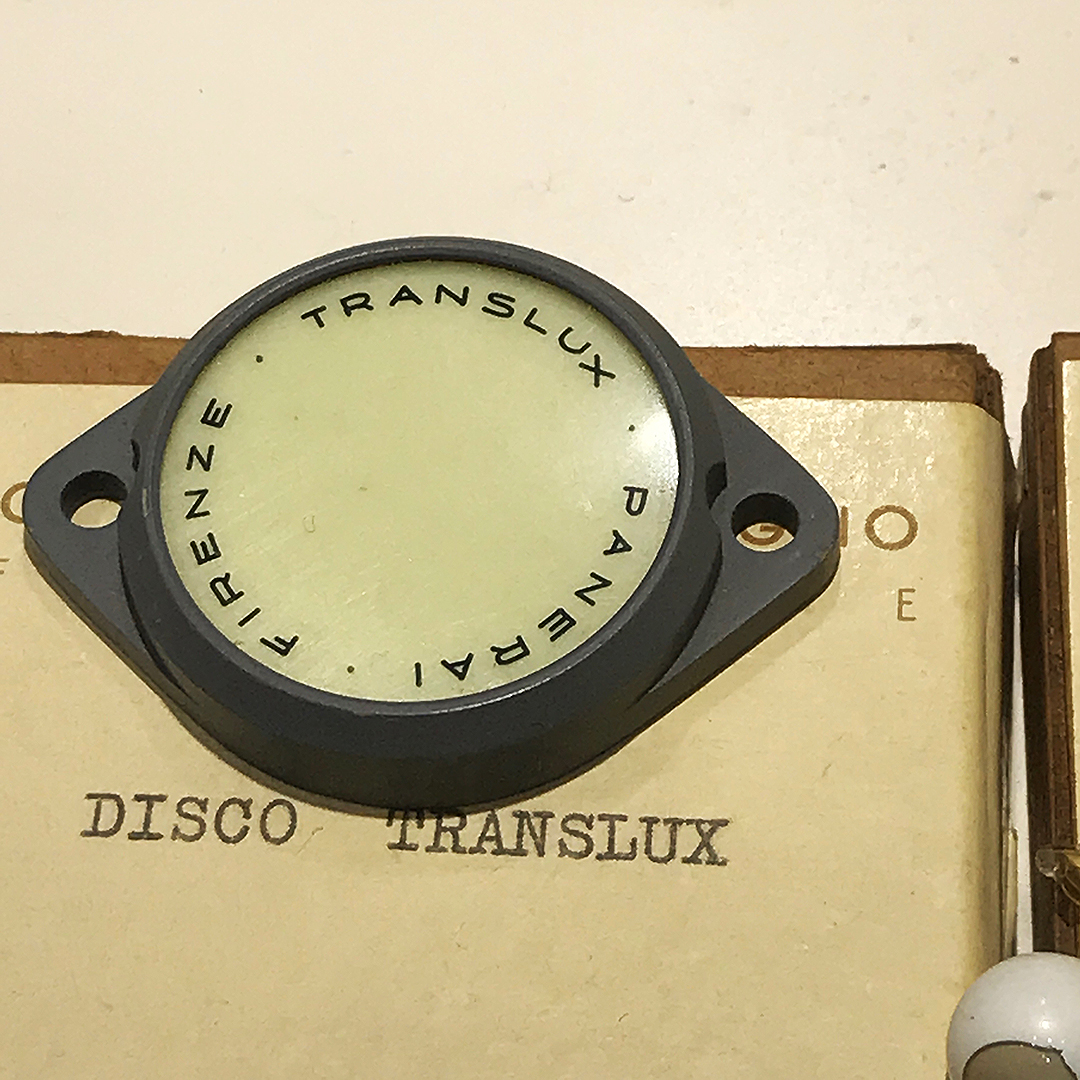 TRANSLUX · PANERAI · FIRENZE ·
E
DISCO TRANSLUX